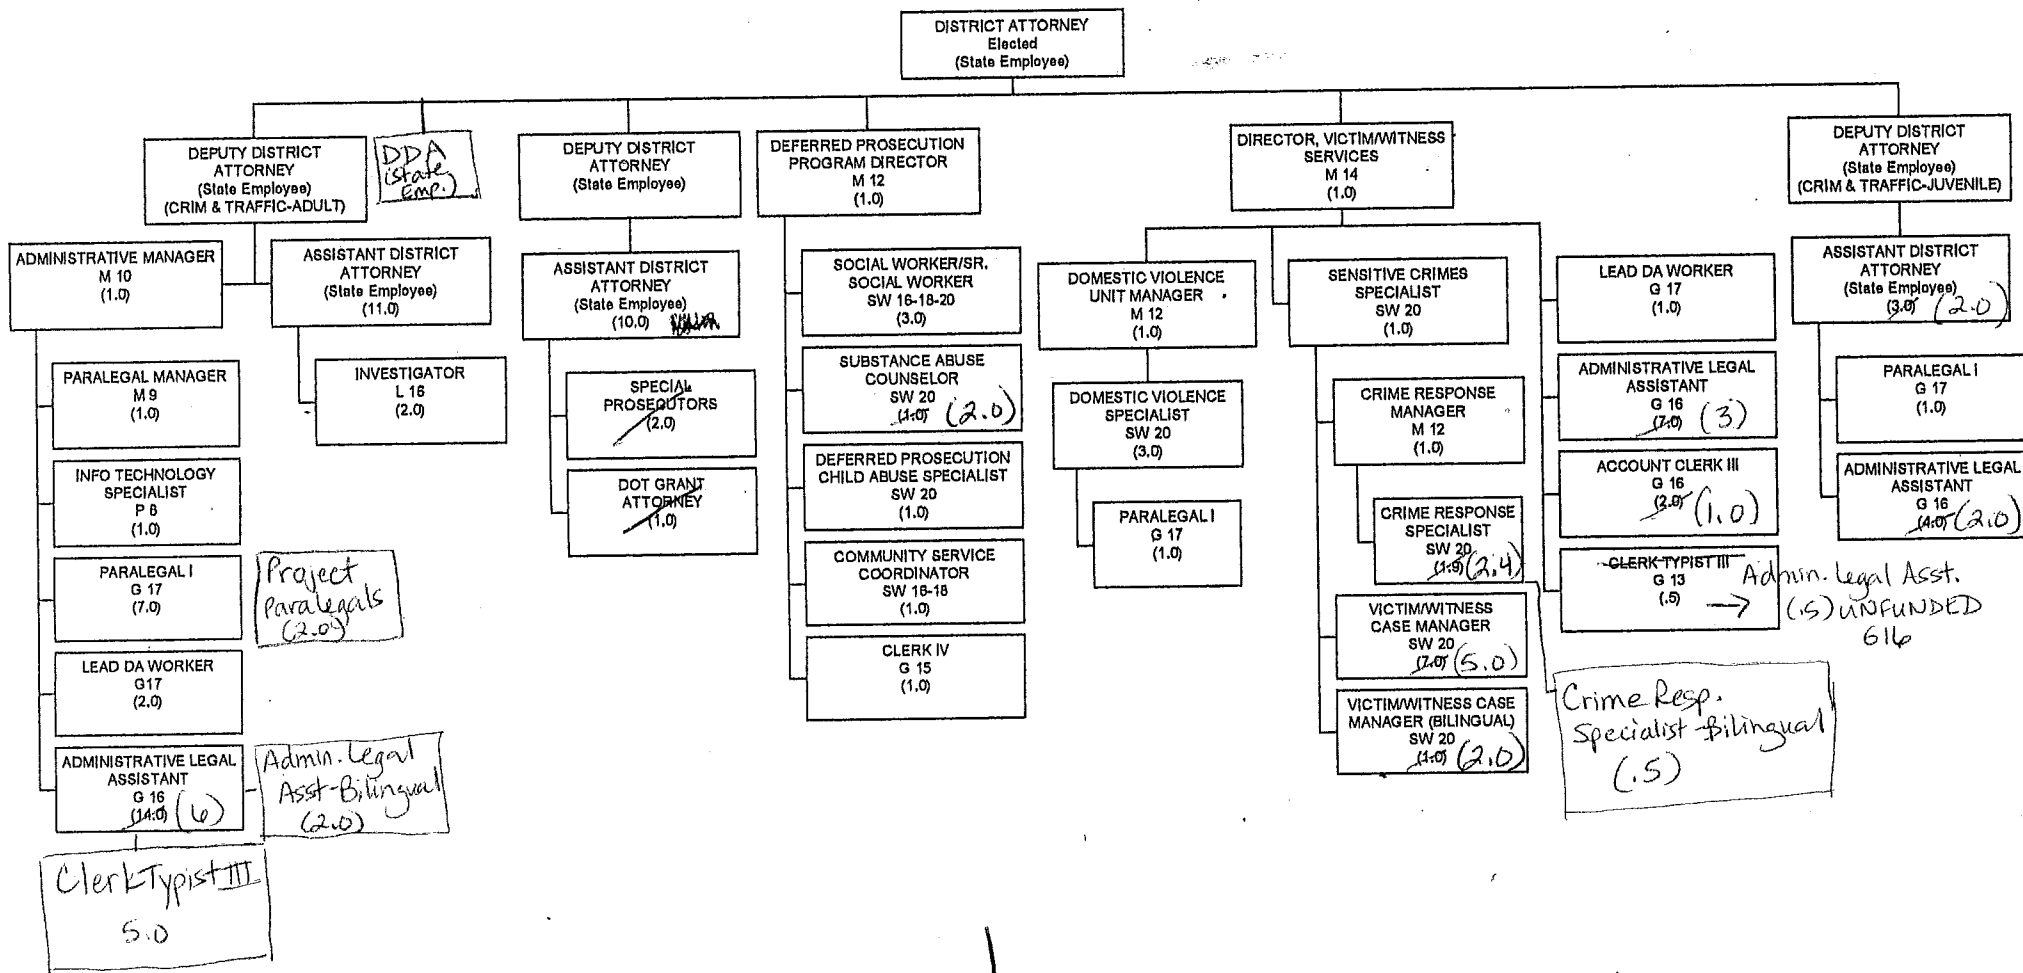 DISTRICT ATTORNEY
Elected
(State Employee)
DEPUTY DISTRICT
ATTORNEY
(State Employee)
(CRIM & TRAFFIC-ADULT)
DDA
(State
Emp.)
DEPUTY DISTRICT
ATTORNEY
(State Employee)
DEFERRED PROSECUTION
PROGRAM DIRECTOR
M 12
(1.0)
DIRECTOR, VICTIM/WITNESS
SERVICES
M 14
(1.0)
DEPUTY DISTRICT
ATTORNEY
(State Employee)
(CRIM & TRAFFIC-JUVENILE)
ADMINISTRATIVE MANAGER
M 10
(1.0)
ASSISTANT DISTRICT
ATTORNEY
(State Employee)
(11.0)
PARALEGAL MANAGER
M 9
(1.0)
INVESTIGATOR
L 16
(2.0)
INFO TECHNOLOGY
SPECIALIST
P 8
(1.0)
PARALEGAL I
G 17
(7.0)
Project
Paralegals
(2.0)
LEAD DA WORKER
G17
(2.0)
ADMINISTRATIVE LEGAL
ASSISTANT
G 16
(14.0) (6)
Admin. Legal
Asst-Bilingual
(2.0)
Clerk Typist III
5.0
ASSISTANT DISTRICT
ATTORNEY
(State Employee)
(10.0)
SPECIAL
PROSECUTORS
(2.0)
DOT GRANT
ATTORNEY
(1.0)
SOCIAL WORKER/SR.
SOCIAL WORKER
SW 16-18-20
(3.0)
SUBSTANCE ABUSE
COUNSELOR
SW 20
(1.0) (2.0)
DEFERRED PROSECUTION
CHILD ABUSE SPECIALIST
SW 20
(1.0)
COMMUNITY SERVICE
COORDINATOR
SW 16-18
(1.0)
CLERK IV
G 15
(1.0)
DOMESTIC VIOLENCE
UNIT MANAGER
M 12
(1.0)
DOMESTIC VIOLENCE
SPECIALIST
SW 20
(3.0)
PARALEGAL I
G 17
(1.0)
SENSITIVE CRIMES
SPECIALIST
SW 20
(1.0)
CRIME RESPONSE
MANAGER
M 12
(1.0)
CRIME RESPONSE
SPECIALIST
SW 20
(1.9) (2.4)
VICTIM/WITNESS
CASE MANAGER
SW 20
(7.0) (5.0)
VICTIM/WITNESS CASE
MANAGER (BILINGUAL)
SW 20
(1.0) (2.0)
Crime Resp.
Specialist-Bilingual
(.5)
LEAD DA WORKER
G 17
(1.0)
ADMINISTRATIVE LEGAL
ASSISTANT
G 16
(7.0) (3)
ACCOUNT CLERK III
G 16
(2.0) (1.0)
CLERK TYPIST III
G 13
(.5)
→ Admin. Legal Asst.
(.5) UNFUNDED
G16
ASSISTANT DISTRICT
ATTORNEY
(State Employee)
(3.0) (2.0)
PARALEGAL I
G 17
(1.0)
ADMINISTRATIVE LEGAL
ASSISTANT
G 16
(4.0) (2.0)